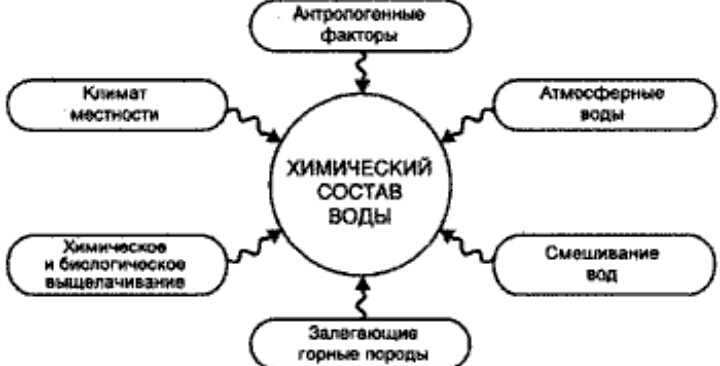 Антропогенные
факторы
Климат
местности
Атмосферные
воды
ХИМИЧЕСКИЙ
СОСТАВ
ВОДЫ
Химическое
и биологическое
выщелачивание
Смешивание
вод
Залегающие
горные породы